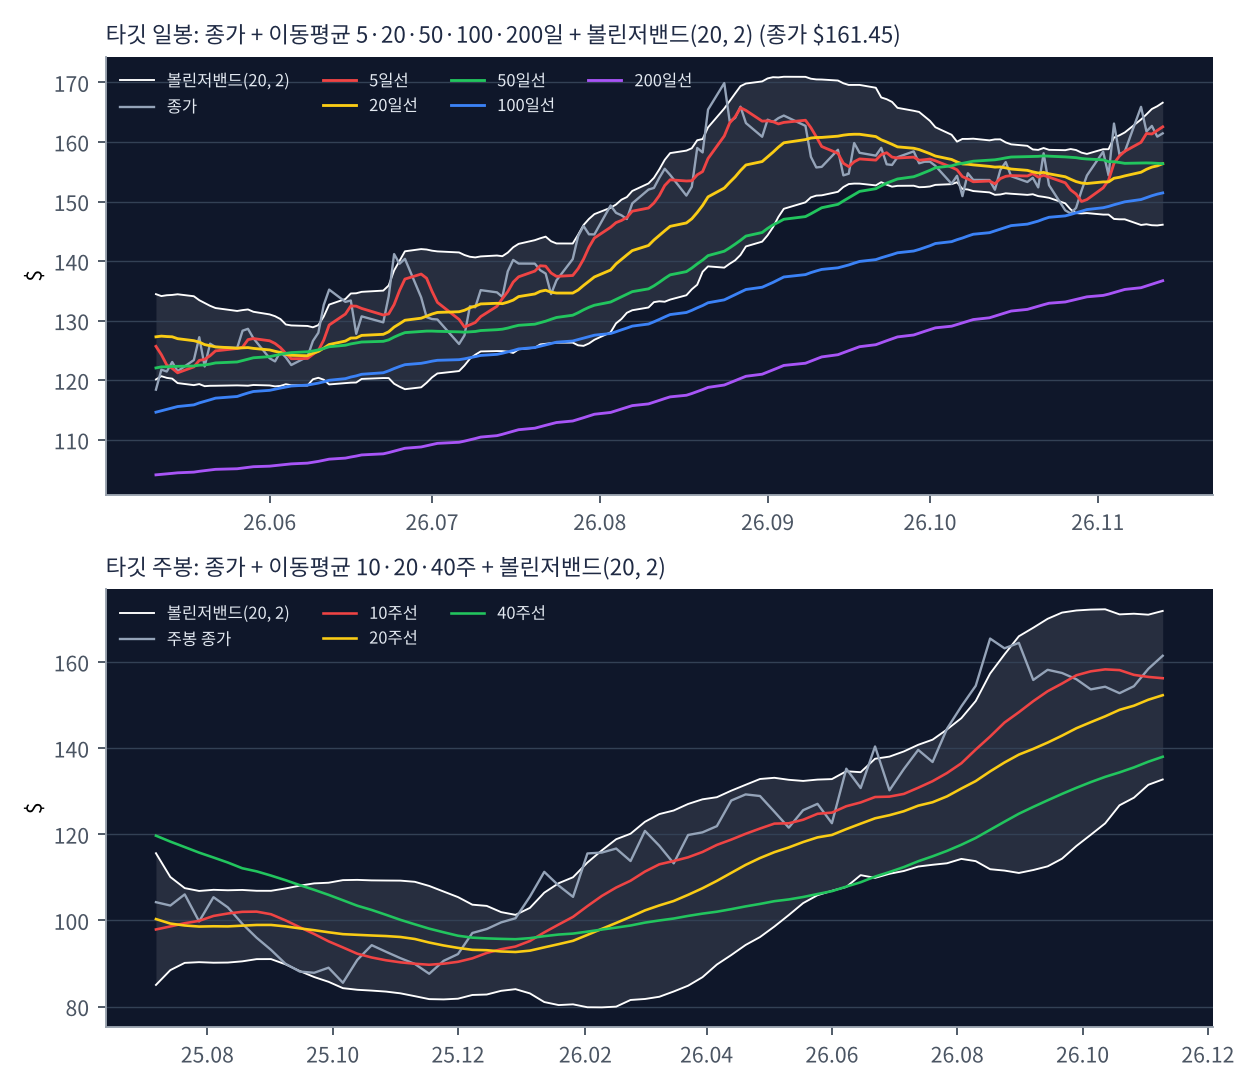 타깃 일봉: 종가 + 이동평균 5·20·50·100·200일 + 볼린저밴드(20, 2) (종가 $161.45)
볼린저밴드(20, 2) 5일선 50일선 200일선
종가 20일선 100일선
170
160
150
140
130
120
110
$
26.06 26.07 26.08 26.09 26.10 26.11
타깃 주봉: 종가 + 이동평균 10·20·40주 + 볼린저밴드(20, 2)
볼린저밴드(20, 2) 10주선 40주선
주봉 종가 20주선
160
140
120
100
80
$
25.08 25.10 25.12 26.02 26.04 26.06 26.08 26.10 26.12